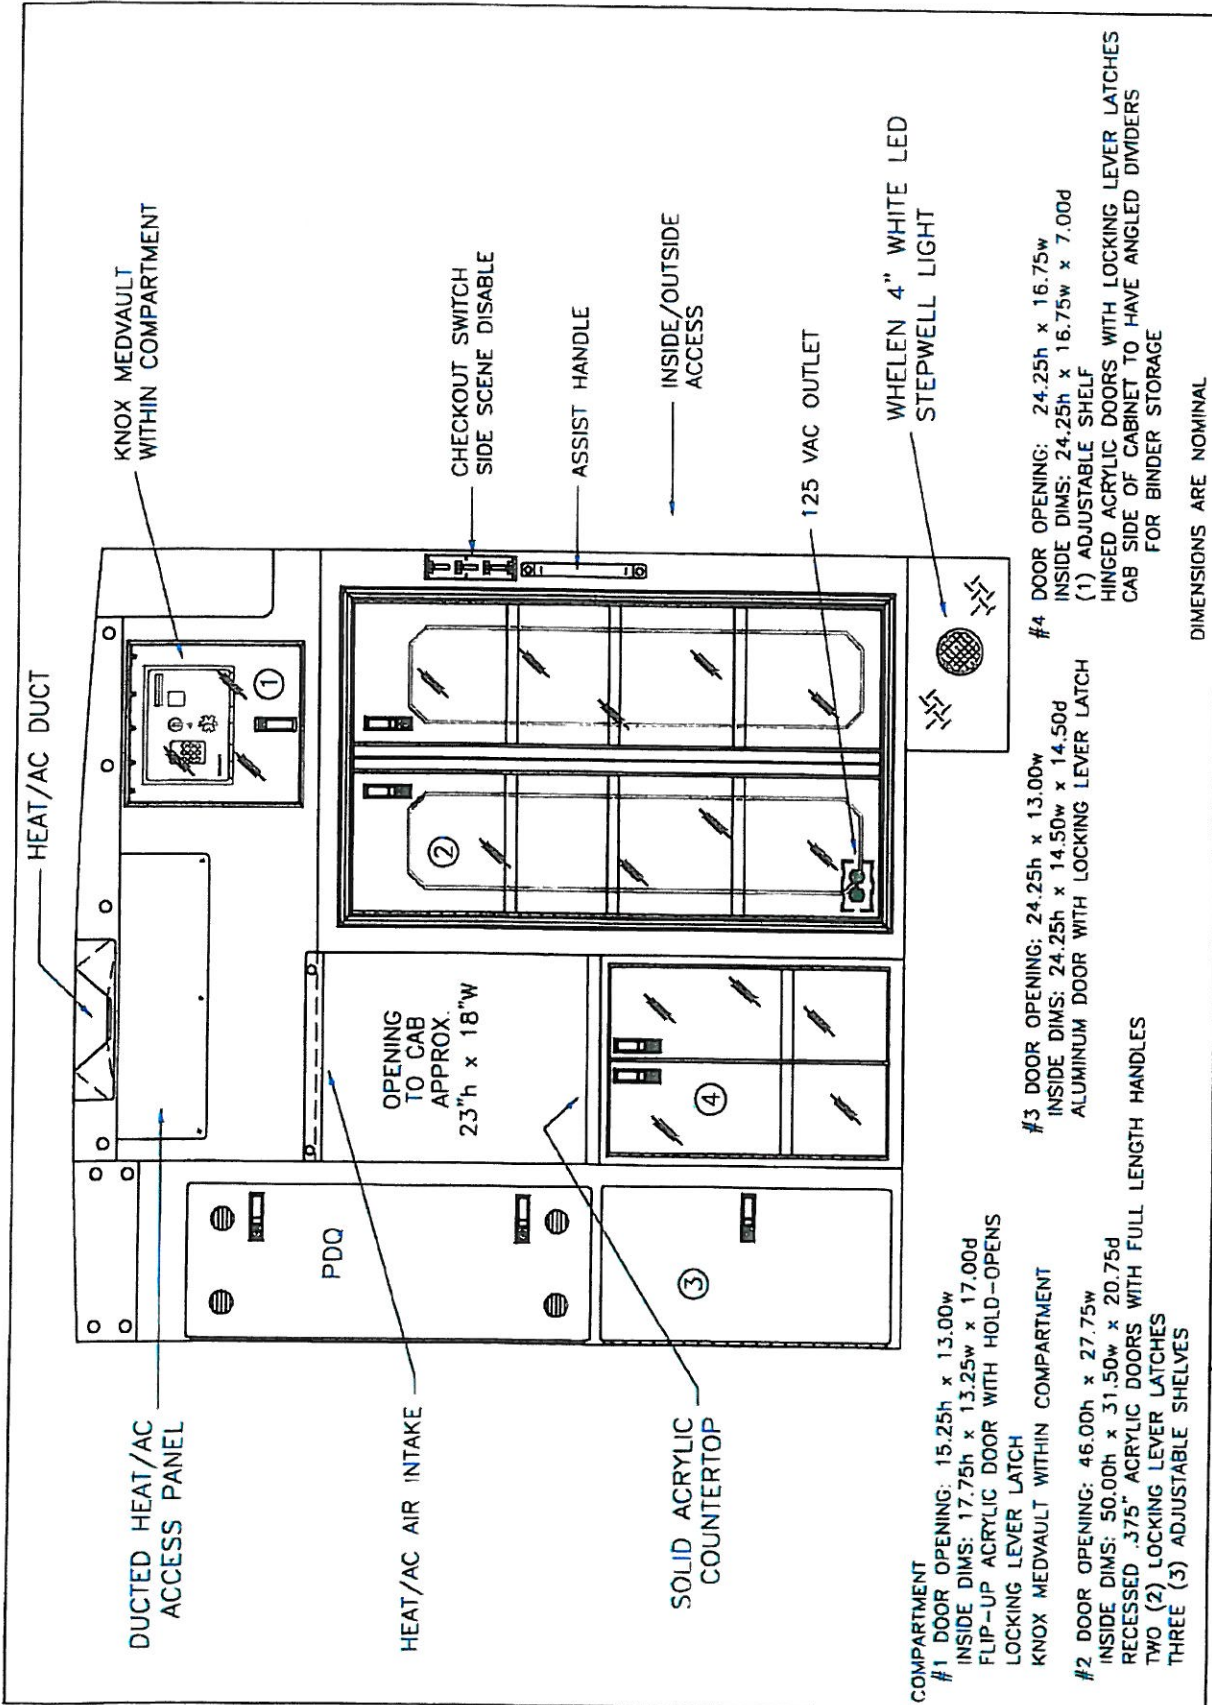 HEAT/AC DUCT
KNOX MEDVAULT
WITHIN COMPARTMENT
DUCTED HEAT/AC
ACCESS PANEL
1
CHECKOUT SWITCH
SIDE SCENE DISABLE
PDQ
OPENING
TO CAB
APPROX.
23"h x 18"W
2
ASSIST HANDLE
HEAT/AC AIR INTAKE
INSIDE/OUTSIDE
ACCESS
SOLID ACRYLIC
COUNTERTOP
3
4
125 VAC OUTLET
WHELEN 4" WHITE LED
STEPWELL LIGHT
COMPARTMENT
#1 DOOR OPENING: 15.25h x 13.00w
INSIDE DIMS: 17.75h x 13.25w x 17.00d
FLIP-UP ACRYLIC DOOR WITH HOLD-OPENS
LOCKING LEVER LATCH
KNOX MEDVAULT WITHIN COMPARTMENT
#2 DOOR OPENING: 46.00h x 27.75w
INSIDE DIMS: 50.00h x 31.50w x 20.75d
RECESSED .375" ACRYLIC DOORS WITH FULL LENGTH HANDLES
TWO (2) LOCKING LEVER LATCHES
THREE (3) ADJUSTABLE SHELVES
#3 DOOR OPENING: 24.25h x 13.00w
INSIDE DIMS: 24.25h x 14.50w x 14.50d
ALUMINUM DOOR WITH LOCKING LEVER LATCH
#4 DOOR OPENING: 24.25h x 16.75w
INSIDE DIMS: 24.25h x 16.75w x 7.00d
(1) ADJUSTABLE SHELF
HINGED ACRYLIC DOORS WITH LOCKING LEVER LATCHES
CAB SIDE OF CABINET TO HAVE ANGLED DIVIDERS
FOR BINDER STORAGE
DIMENSIONS ARE NOMINAL